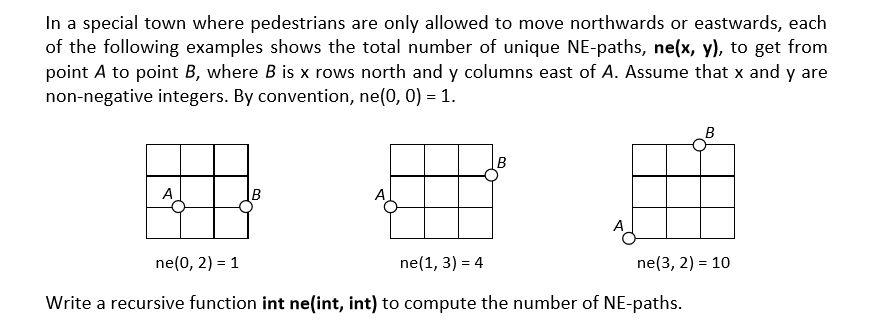 In a special town where pedestrians are only allowed to move northwards or eastwards, each
of the following examples shows the total number of unique NE-paths, ne(x, y), to get from
point A to point B, where B is x rows north and y columns east of A. Assume that x and y are
non-negative integers. By convention, ne(0, 0) = 1.
A B
ne(0, 2) = 1
A B
ne(1, 3) = 4
A B
ne(3, 2) = 10
Write a recursive function int ne(int, int) to compute the number of NE-paths.